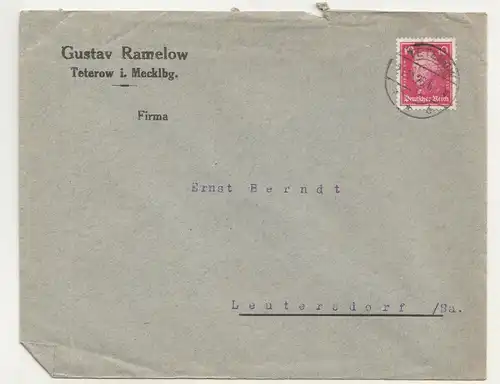 Gustav Ramelow
Teterow i. Mecklbg.
Firma
Deutsches Reich
Ernst Berndt
Leutersdorf /Sa.